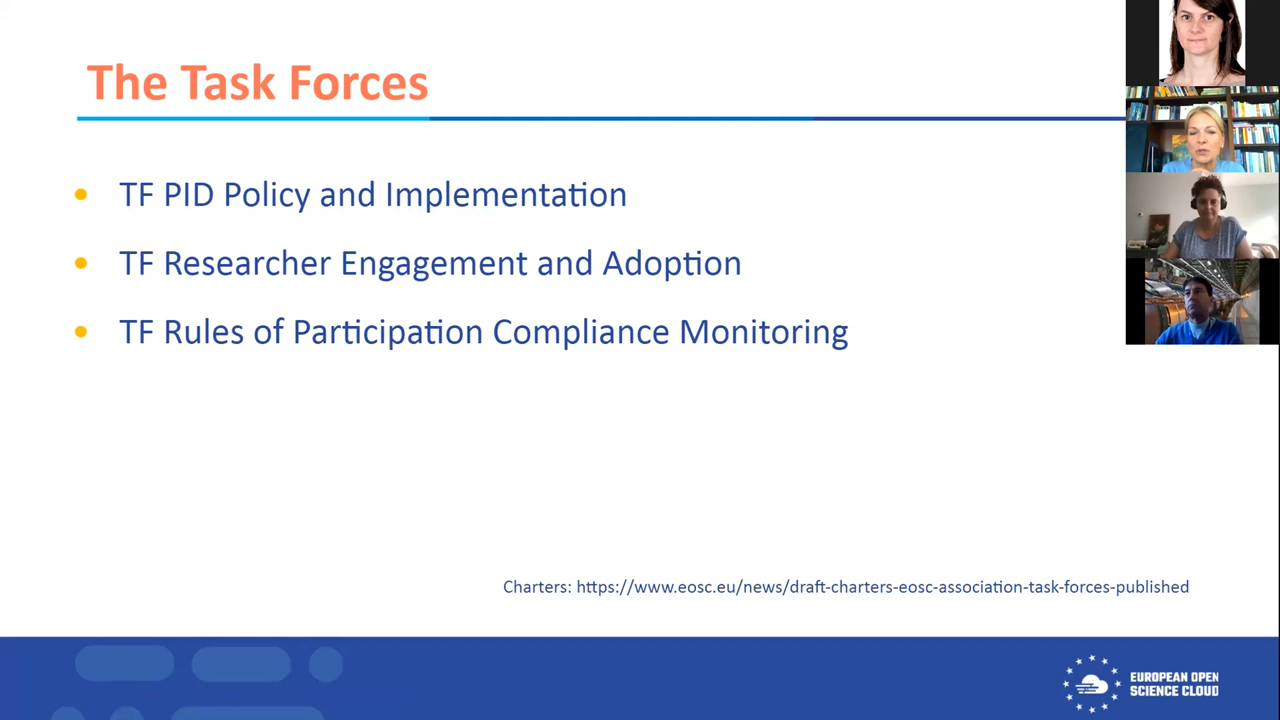 The Task Forces
TF PID Policy and Implementation
TF Researcher Engagement and Adoption
TF Rules of Participation Compliance Monitoring
Charters: https://www.eosc.eu/news/draft-charters-eosc-association-task-forces-published
EUROPEAN OPEN
SCIENCE CLOUD